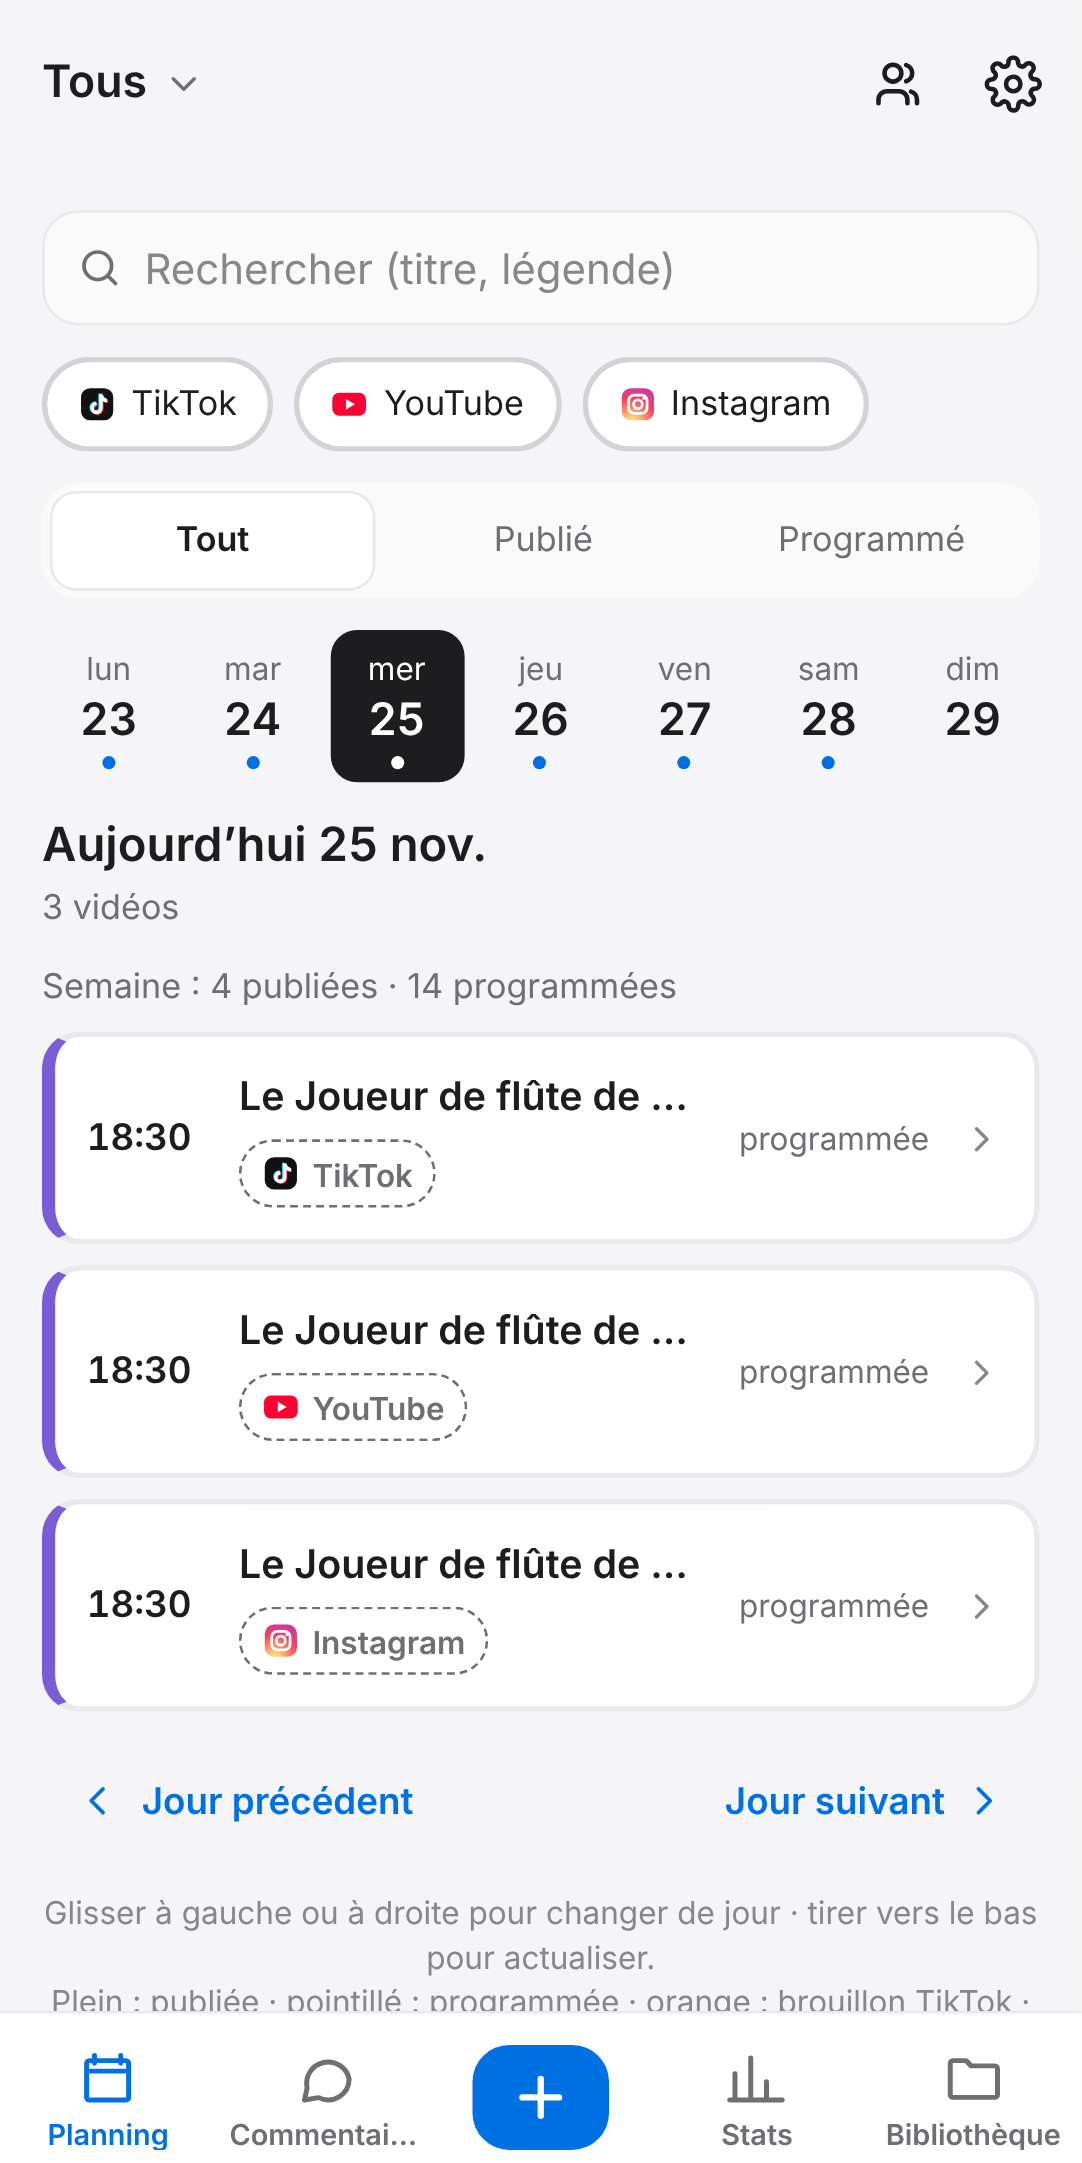 Tous
Rechercher (titre, légende)
TikTok YouTube Instagram
Tout Publié Programmé
lun mar mer jeu ven sam dim
23 24 25 26 27 28 29
Aujourd’hui 25 nov.
3 vidéos
Semaine : 4 publiées · 14 programmées
Le Joueur de flûte de ...
18:30 programmée
TikTok
Le Joueur de flûte de ...
18:30 programmée
YouTube
Le Joueur de flûte de ...
18:30 programmée
Instagram
Jour précédent Jour suivant
Glisser à gauche ou à droite pour changer de jour · tirer vers le bas
pour actualiser.
Plein : publiée · pointillé : programmée · orange : brouillon TikTok ·
Planning Commentai... Stats Bibliothèque